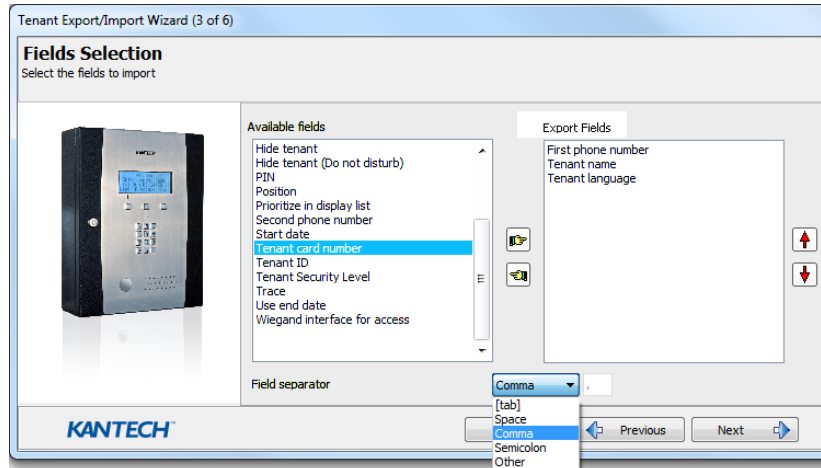 Tenant Export/Import Wizard (3 of 6)
Fields Selection
Select the fields to import
Available fields
Hide tenant
Hide tenant (Do not disturb)
PIN
Position
Prioritize in display list
Second phone number
Start date
Tenant card number
Tenant ID
Tenant Security Level
Trace
Use end date
Wiegand interface for access
Export Fields
First phone number
Tenant name
Tenant language
Field separator
Comma
,
[tab]
Space
Comma
Semicolon
Other
KANTECH
Previous
Next